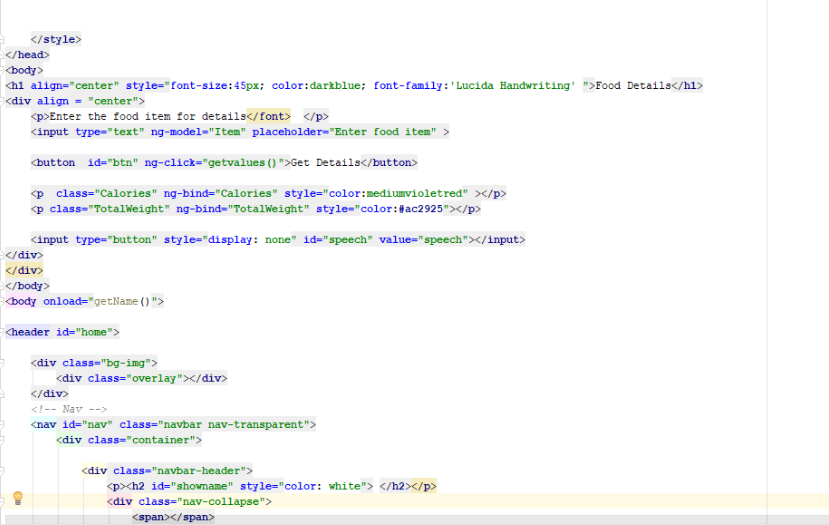 </style>
</head>
<body>
<h1 align="center" style="font-size:45px; color:darkblue; font-family:'Lucida Handwriting' ">Food Details</h1>
<div align = "center">
<p>Enter the food item for details</font>  </p>
<input type="text" ng-model="Item" placeholder="Enter food item" >
<button  id="btn" ng-click="getvalues()">Get Details</button>
<p  class="Calories" ng-bind="Calories" style="color:mediumvioletred" ></p>
<p class="TotalWeight" ng-bind="TotalWeight" style="color:#ac2925"></p>
<input type="button" style="display: none" id="speech" value="speech"></input>
</div>
</div>
</body>
<body onload="getName()">
<header id="home">
<div class="bg-img">
<div class="overlay"></div>
</div>
<!-- Nav -->
<nav id="nav" class="navbar nav-transparent">
<div class="container">
<div class="navbar-header">
<p><h2 id="showname" style="color: white"> </h2></p>
<div class="nav-collapse">
<span></span>